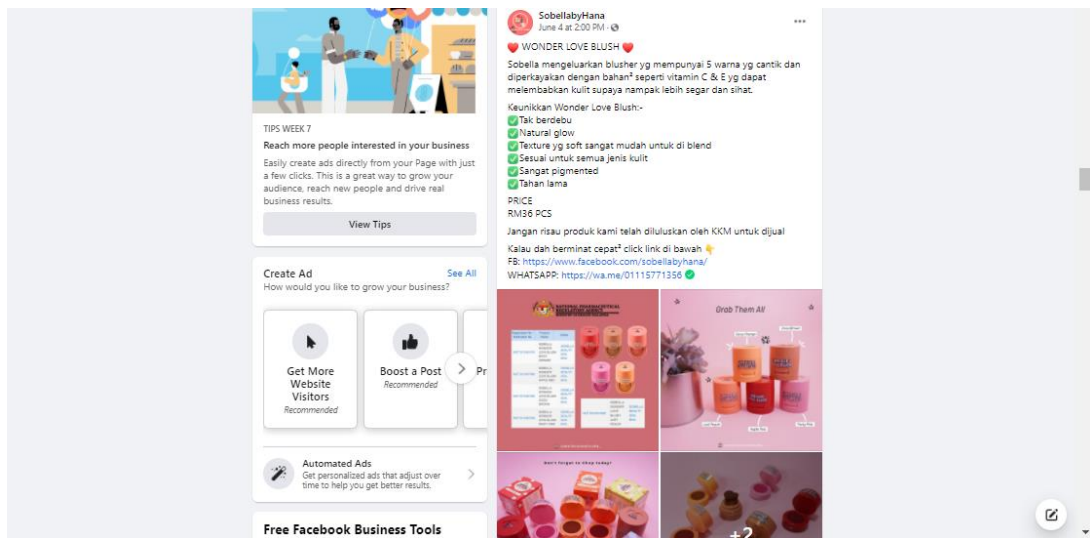 TIPS WEEK 7
Reach more people interested in your business
Easily create ads directly from your Page with just
a few clicks. This is a great way to grow your
audience, reach new people and drive real
business results.
View Tips
Create Ad
See All
How would you like to grow your business?
Get More
Website
Visitors
Recommended
Boost a Post
Recommended
Pr
Automated Ads
Get personalized ads that adjust over
time to help you get better results.
Free Facebook Business Tools
SobellabyHana
June 4 at 2:00 PM ·
❤️ WONDER LOVE BLUSH ❤️
Sobella mengeluarkan blusher yg mempunyai 5 warna yg cantik dan
diperkayakan dengan bahan² seperti vitamin C & E yg dapat
melembabkan kulit supaya nampak lebih segar dan sihat.
Keunikkan Wonder Love Blush:-
✅Tak berdebu
✅Natural glow
✅Texture yg soft sangat mudah untuk di blend
✅Sesuai untuk semua jenis kulit
✅Sangat pigmented
✅Tahan lama
PRICE
RM36 PCS
Jangan risau produk kami telah diluluskan oleh KKM untuk dijual
Kalau dah berminat cepat² click link di bawah 👇
FB: https://www.facebook.com/sobellabyhana/
WHATSAPP: https://wa.me/01115771356 ✅
NATIONAL PHARMACEUTICAL
Grab Them All
Don't forget to shop today!
+2